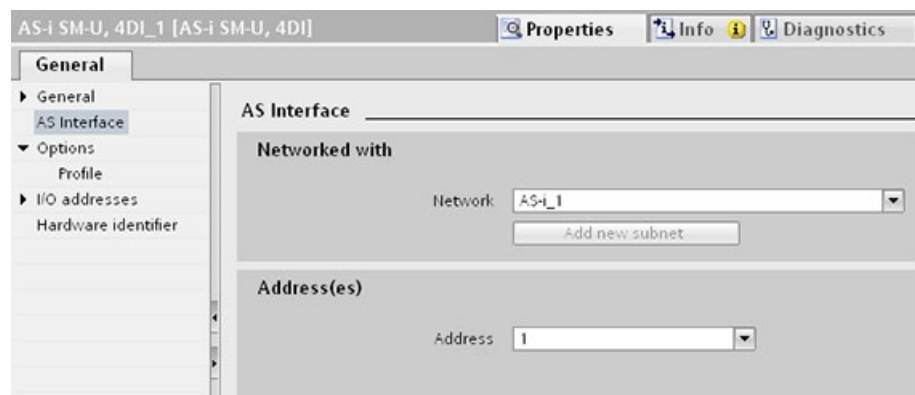 AS-i SM-U, 4DI_1 [AS-i SM-U, 4DI]
Properties
Info
Diagnostics
General
General
AS Interface
Options
Profile
I/O addresses
Hardware identifier
AS Interface
Networked with
Network AS-i_1
Add new subnet
Address(es)
Address 1